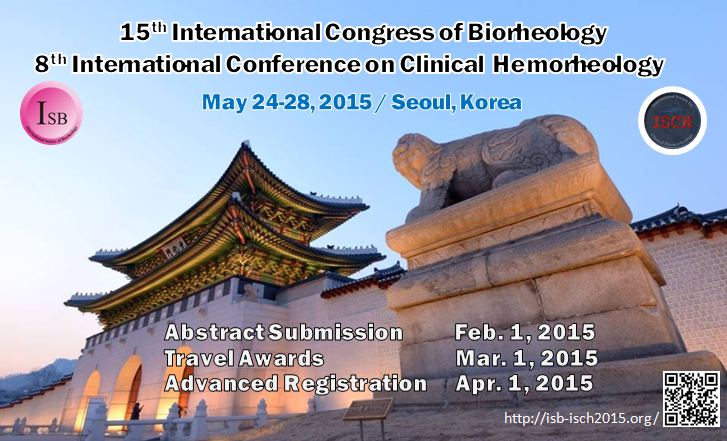 15th International Congress of Biorheology
8th International Conference on Clinical Hemorheology
May 24-28, 2015 / Seoul, Korea
ISB
ISCH
Clinical Hemorheology
Abstract Submission Feb. 1, 2015
Travel Awards Mar. 1, 2015
Advanced Registration Apr. 1, 2015
http://isb-isch2015.org/